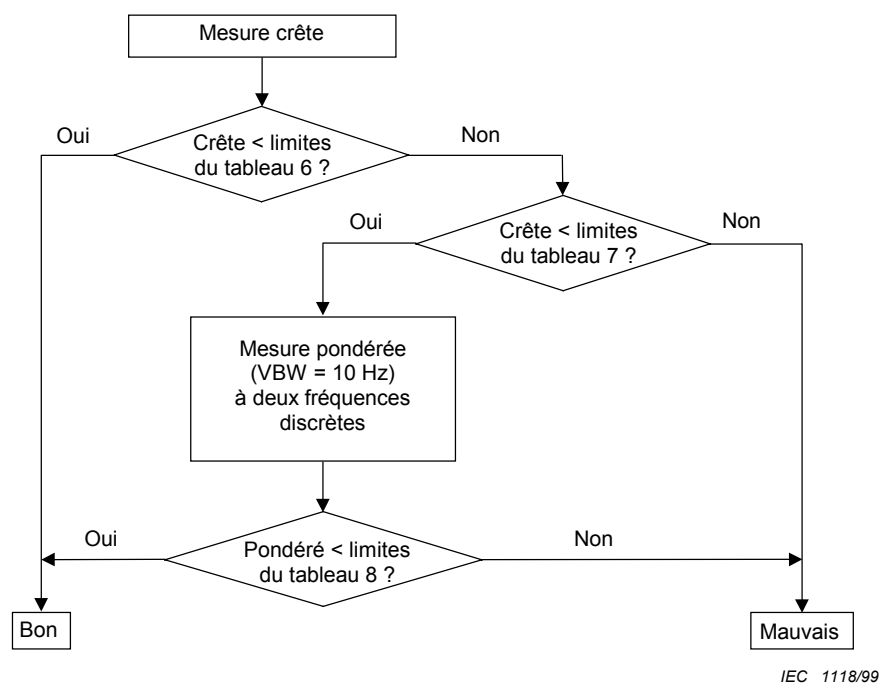 Mesure crête
Oui
Crête < limites
du tableau 6 ?
Non
Oui
Crête < limites
du tableau 7 ?
Non
Mesure pondérée
(VBW = 10 Hz)
à deux fréquences
discrètes
Oui
Pondéré < limites
du tableau 8 ?
Non
Bon
Mauvais
IEC 1118/99